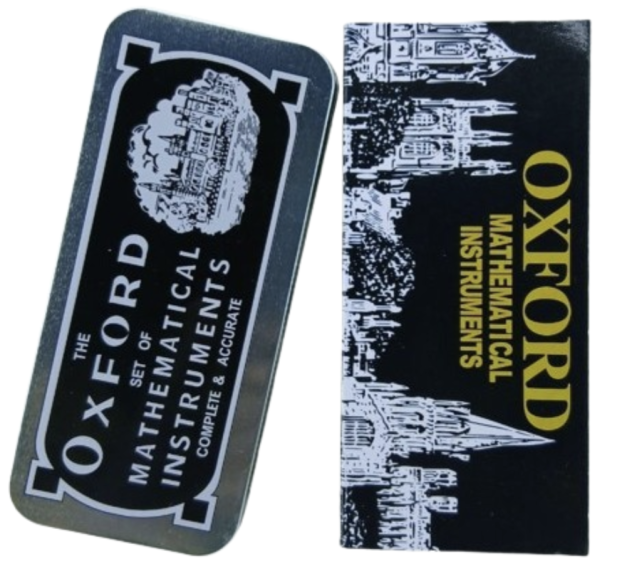 THE
OXFORD
SET OF
MATHEMATICAL
INSTRUMENTS
COMPLETE & ACCURATE
OXFORD
MATHEMATICAL
INSTRUMENTS